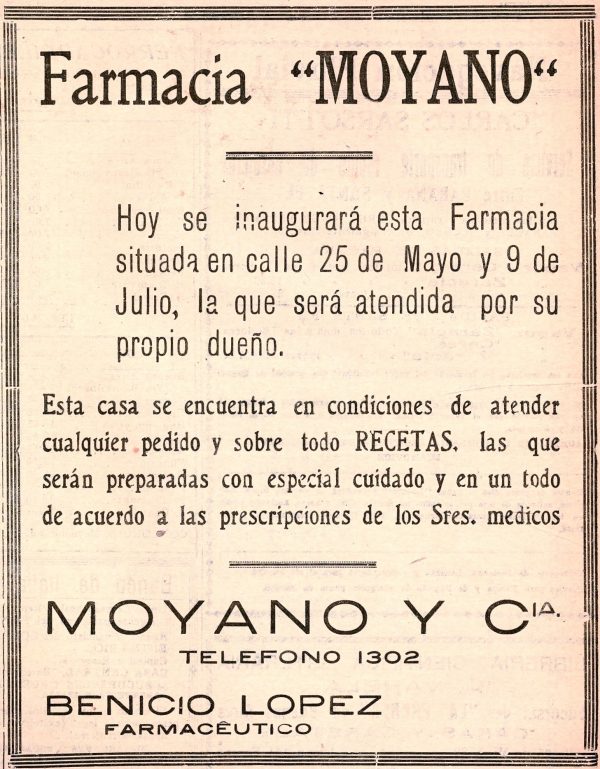 Farmacia “MOYANO“
Hoy se inaugurará esta Farmacia
situada en calle 25 de Mayo y 9 de
Julio, la que será atendida por su
propio dueño.
Esta casa se encuentra en condiciones de atender
cualquier pedido y sobre todo RECETAS, las que
serán preparadas con especial cuidado y en un todo
de acuerdo a las prescripciones de los Sres. medicos
MOYANO Y CIA.
TELEFONO 1302
BENICIO LOPEZ
FARMACÊUTICO